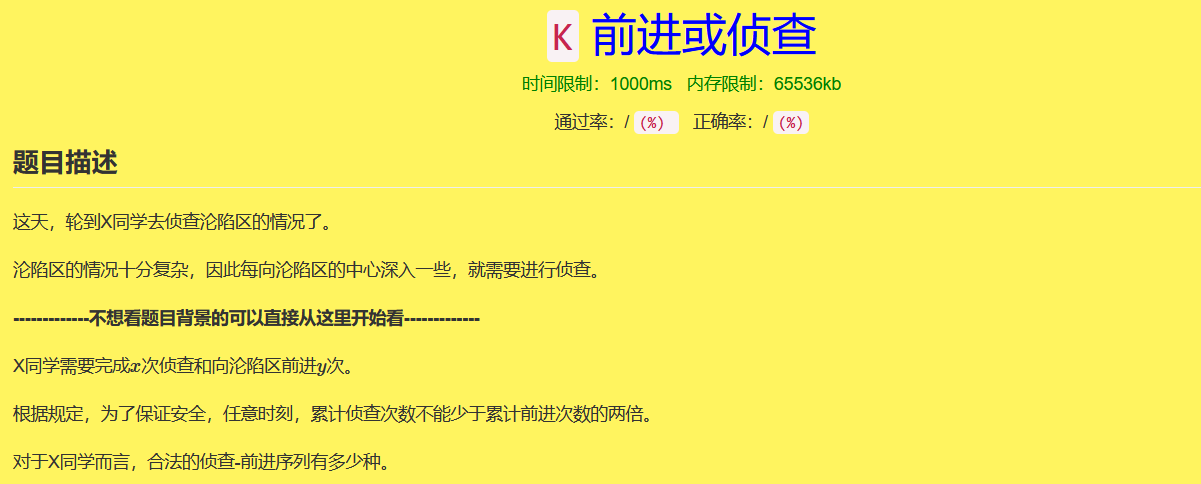 K 前进或侦查
时间限制：1000ms 内存限制：65536kb
通过率：/ (%) 正确率：/ (%)
题目描述
这天，轮到X同学去侦查沦陷区的情况了。
沦陷区的情况十分复杂，因此每向沦陷区的中心深入一些，就需要进行侦查。
-------------不想看题目背景的可以直接从这里开始看-------------
X同学需要完成x次侦查和向沦陷区前进y次。
根据规定，为了保证安全，任意时刻，累计侦查次数不能少于累计前进次数的两倍。
对于X同学而言，合法的侦查-前进序列有多少种。